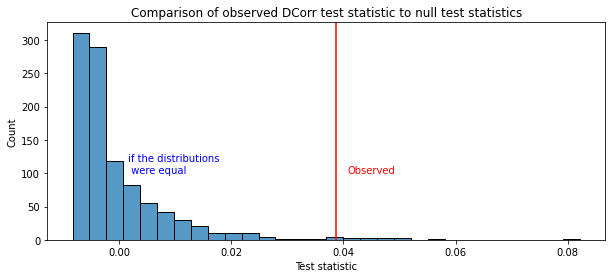 Comparison of observed DCorr test statistic to null test statistics
300
250
200
150
100
50
0
Count
if the distributions
were equal
Observed
0.00
0.02
0.04
0.06
0.08
Test statistic